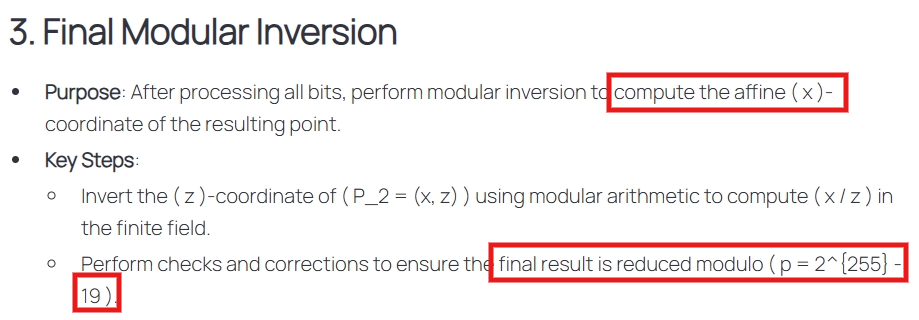 3. Final Modular Inversion
• Purpose: After processing all bits, perform modular inversion to compute the affine ( x )-
coordinate of the resulting point.
• Key Steps:
○ Invert the ( z )-coordinate of ( P_2 = (x, z) ) using modular arithmetic to compute ( x / z ) in
the finite field.
○ Perform checks and corrections to ensure the final result is reduced modulo ( p = 2^{255} -
19 ).